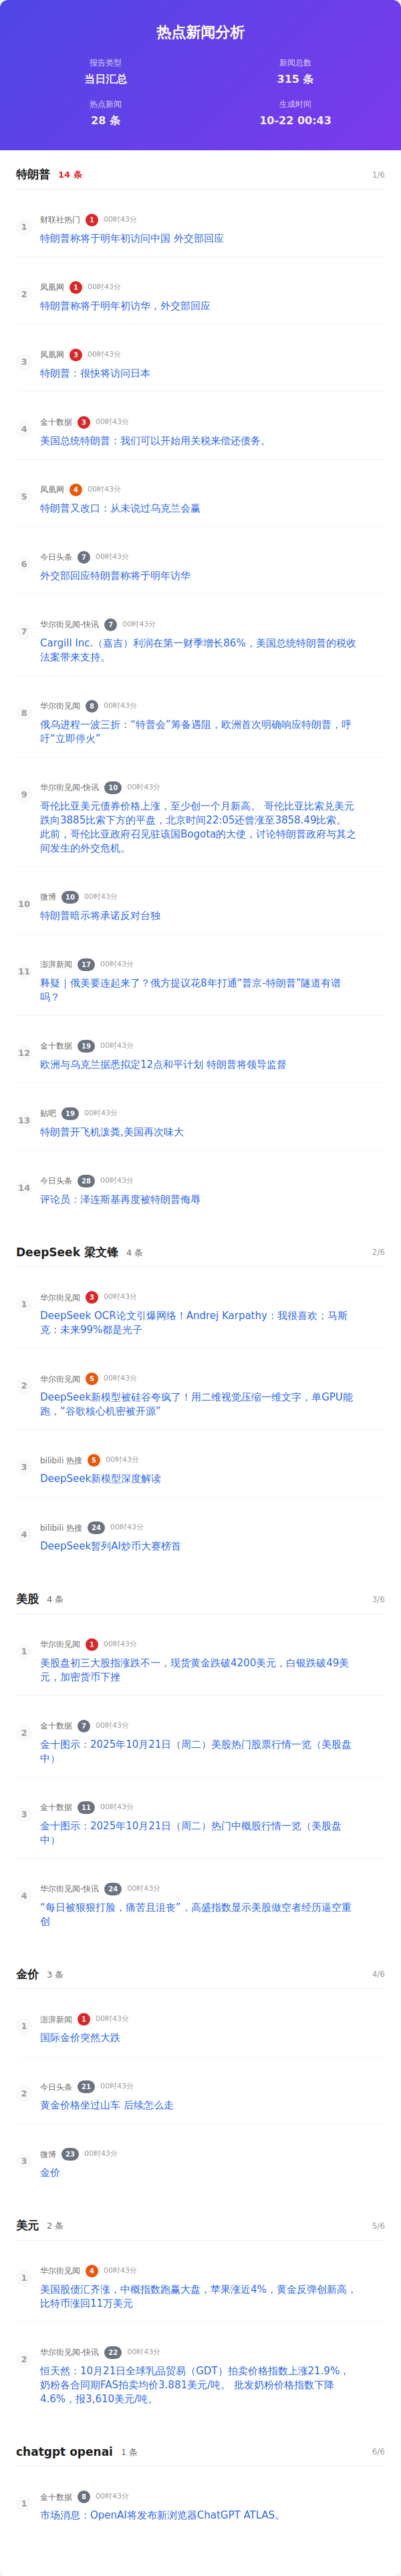 热点新闻分析
报告类型
新闻总数
当日汇总
315 条
热点新闻
生成时间
28 条
10-22 00:43
特朗普 14 条 1/6
1
财联社热门 1 00时43分
特朗普称将于明年初访问中国 外交部回应
2
凤凰网 1 00时43分
特朗普称将于明年初访华，外交部回应
3
凤凰网 3 00时43分
特朗普：很快将访问日本
4
金十数据 3 00时43分
美国总统特朗普：我们可以开始用关税来偿还债务。
5
凤凰网 4 00时43分
特朗普又改口：从未说过乌克兰会赢
6
今日头条 7 00时43分
外交部回应特朗普称将于明年访华
7
华尔街见闻-快讯 7 00时43分
Cargill Inc.（嘉吉）利润在第一财季增长86%，美国总统特朗普的税收
法案带来支持。
8
华尔街见闻 8 00时43分
俄乌进程一波三折：“特普会”筹备遇阻，欧洲首次明确响应特朗普，呼
吁“立即停火”
9
华尔街见闻-快讯 10 00时43分
哥伦比亚美元债券价格上涨，至少创一个月新高。 哥伦比亚比索兑美元
跌向3885比索下方的平盘，北京时间22:05还曾涨至3858.49比索。
此前，哥伦比亚政府召见驻该国Bogota的大使，讨论特朗普政府与其之
间发生的外交危机。
10
微博 10 00时43分
特朗普暗示将承诺反对台独
11
澎湃新闻 17 00时43分
释疑｜俄美要连起来了？俄方提议花8年打通“普京-特朗普”隧道有谱
吗？
12
金十数据 19 00时43分
欧洲与乌克兰据悉拟定12点和平计划 特朗普将领导监督
13
贴吧 19 00时43分
特朗普开飞机泼粪,美国再次味大
14
今日头条 28 00时43分
评论员：泽连斯基再度被特朗普侮辱
DeepSeek 梁文锋 4 条 2/6
1
华尔街见闻 3 00时43分
DeepSeek OCR论文引爆网络！Andrej Karpathy：我很喜欢；马斯
克：未来99%都是光子
2
华尔街见闻 5 00时43分
DeepSeek新模型被硅谷夸疯了！用二维视觉压缩一维文字，单GPU能
跑，“谷歌核心机密被开源”
3
bilibili 热搜 5 00时43分
DeepSeek新模型深度解读
4
bilibili 热搜 24 00时43分
DeepSeek暂列AI炒币大赛榜首
美股 4 条 3/6
1
华尔街见闻 1 00时43分
美股盘初三大股指涨跌不一，现货黄金跌破4200美元，白银跌破49美
元，加密货币下挫
2
金十数据 7 00时43分
金十图示：2025年10月21日（周二）美股热门股票行情一览（美股盘
中）
3
金十数据 11 00时43分
金十图示：2025年10月21日（周二）热门中概股行情一览（美股盘
中）
4
华尔街见闻-快讯 24 00时43分
“每日被狠狠打脸，痛苦且沮丧”，高盛指数显示美股做空者经历逼空重
创
金价 3 条 4/6
1
澎湃新闻 1 00时43分
国际金价突然大跌
2
今日头条 21 00时43分
黄金价格坐过山车 后续怎么走
3
微博 23 00时43分
金价
美元 2 条 5/6
1
华尔街见闻 4 00时43分
美国股债汇齐涨，中概指数跑赢大盘，苹果涨近4%，黄金反弹创新高，
比特币涨回11万美元
2
华尔街见闻-快讯 22 00时43分
恒天然：10月21日全球乳品贸易（GDT）拍卖价格指数上涨21.9%，
奶粉各合同期FAS拍卖均价3.881美元/吨。 批发奶粉价格指数下降
4.6%，报3,610美元/吨。
chatgpt openai 1 条 6/6
1
金十数据 8 00时43分
市场消息：OpenAI将发布新浏览器ChatGPT ATLAS。